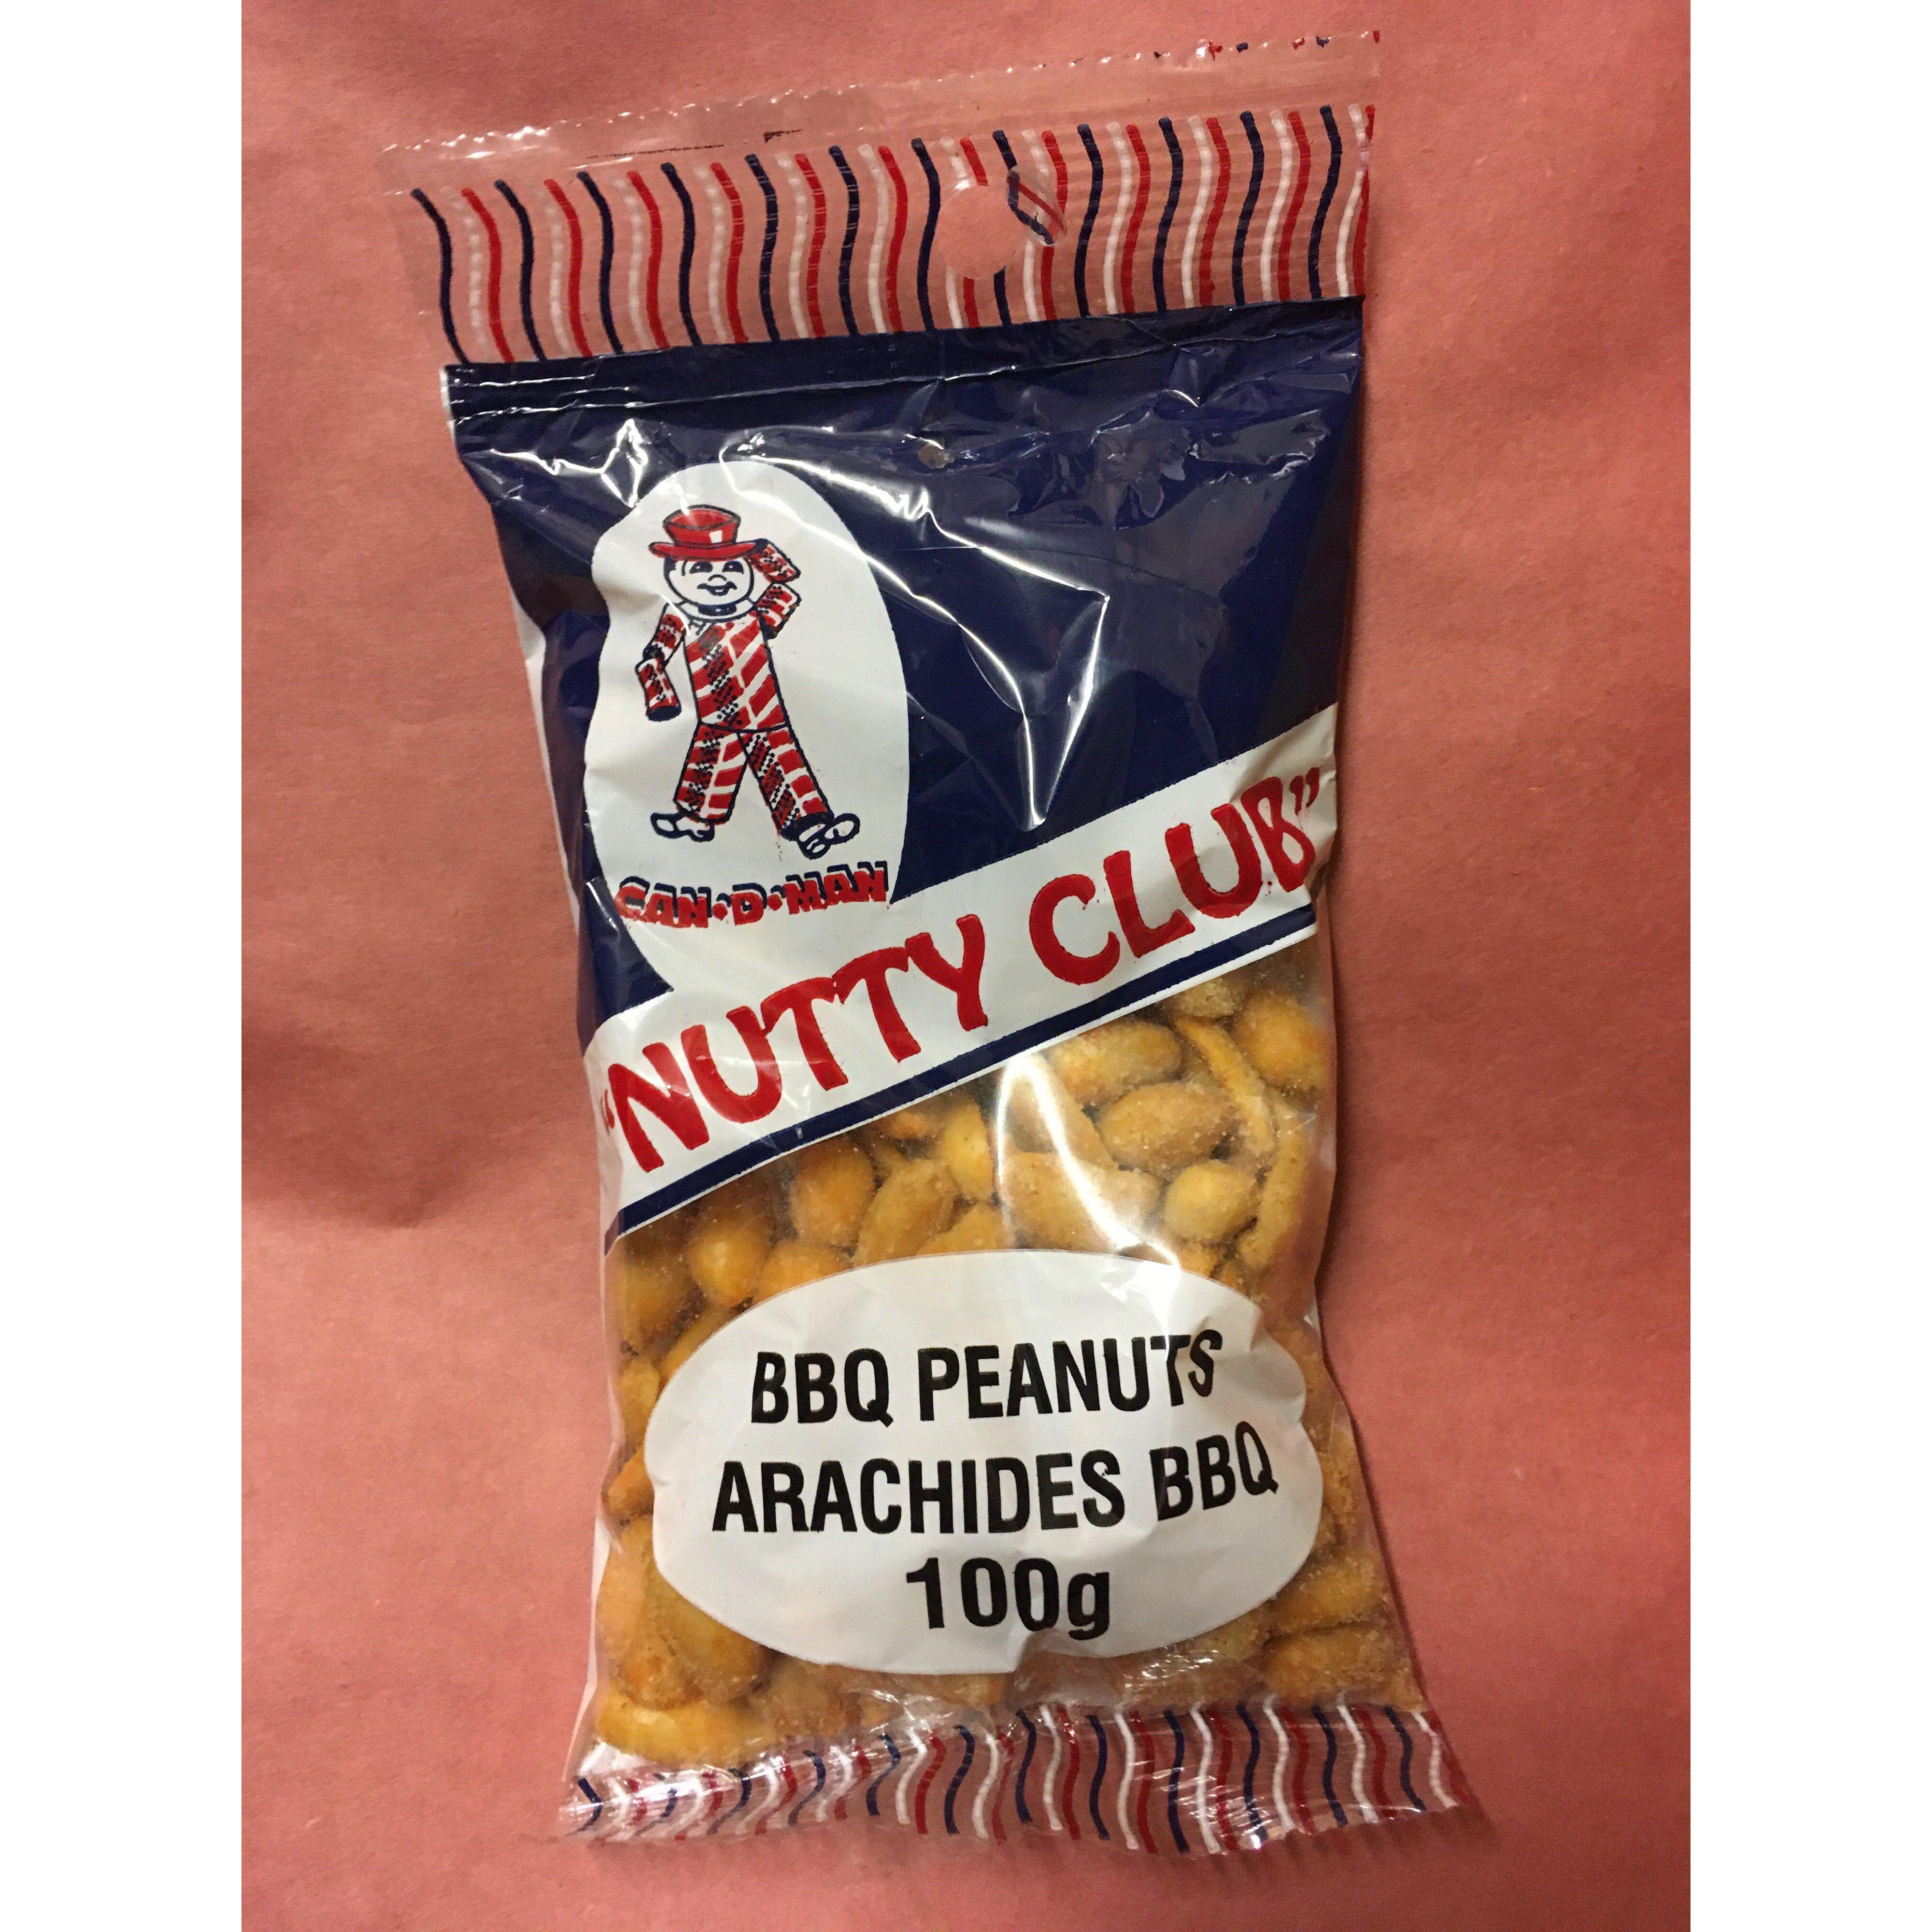 CAN•D•MAN
"NUTTY CLUB"
BBQ PEANUTS
ARACHIDES BBQ
100g